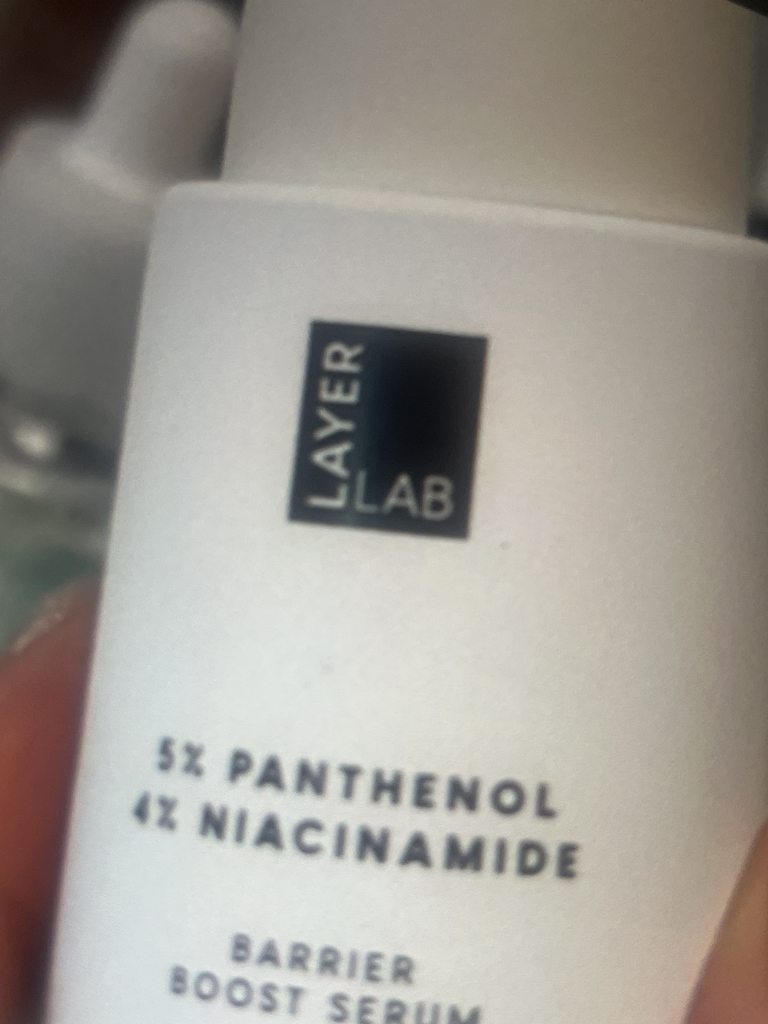 LAYER
LAB
5% PANTHENOL
4% NIACINAMIDE
BARRIER
BOOST SERUM